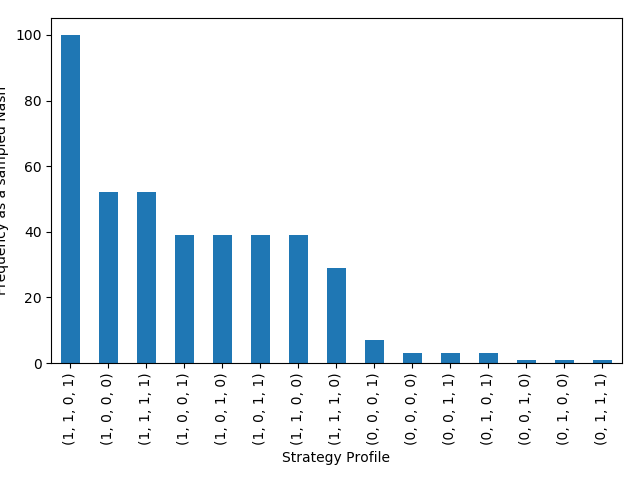 Frequency as a sampled Nash
100
80
60
40
20
0
(1, 1, 0, 1)
(1, 0, 0, 0)
(1, 1, 1, 1)
(1, 0, 0, 1)
(1, 0, 1, 0)
(1, 0, 1, 1)
(1, 1, 0, 0)
(1, 1, 1, 0)
(0, 0, 0, 1)
(0, 0, 0, 0)
(0, 0, 1, 1)
(0, 1, 0, 1)
(0, 0, 1, 0)
(0, 1, 0, 0)
(0, 1, 1, 1)
Strategy Profile